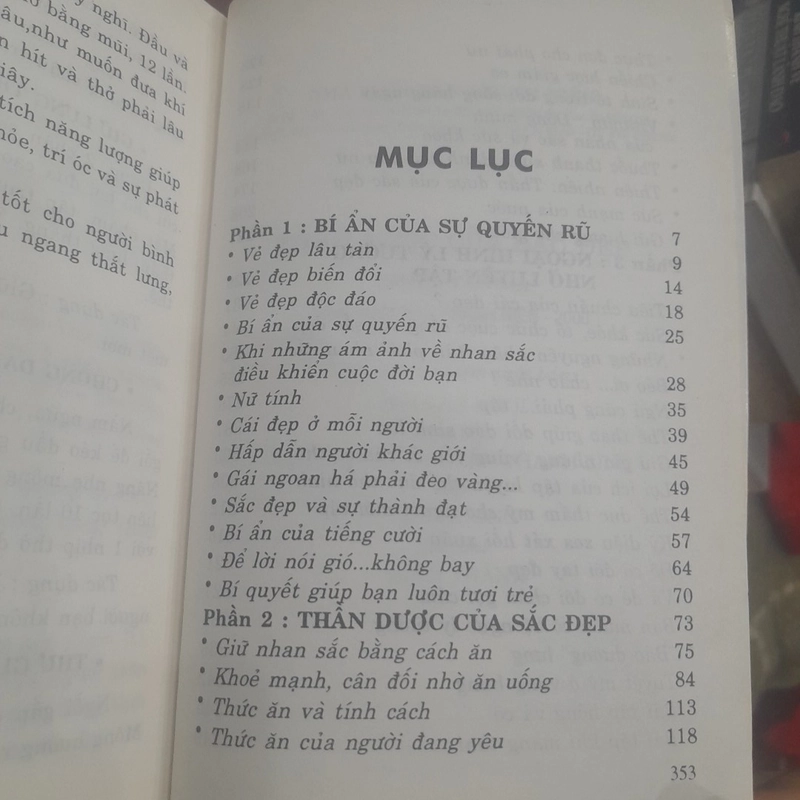 y nghĩ. Đầu và
bằng mũi, 12 lần.
âu,như muốn đưa khí
hít và thở phải lâu
iây.
tích năng lượng giúp
hỏe, trí óc và sự phát
tốt cho người bình
u ngang thắt lưng,
MỤC LỤC
Phần 1 : BÍ ẨN CỦA SỰ QUYẾN RŨ 7
• Vẻ đẹp lâu tàn 9
• Vẻ đẹp biến đổi 14
• Vẻ đẹp độc đáo 18
• Bí ẩn của sự quyến rũ 25
• Khi những ám ảnh về nhan sắc
điều khiển cuộc đời bạn 28
• Nữ tính 35
• Cái đẹp ở mỗi người 39
• Hấp dẫn người khác giới 45
• Gái ngoan há phải đeo vàng... 49
• Sắc đẹp và sự thành đạt 54
• Bí ẩn của tiếng cười 57
• Để lời nói gió...không bay 64
• Bí quyết giúp bạn luôn tươi trẻ 70
Phần 2 : THẦN DƯỢC CỦA SẮC ĐẸP 73
• Giữ nhan sắc bằng cách ăn 75
• Khoẻ mạnh, cân đối nhờ ăn uống 84
• Thức ăn và tính cách 113
• Thức ăn của người đang yêu 118
353